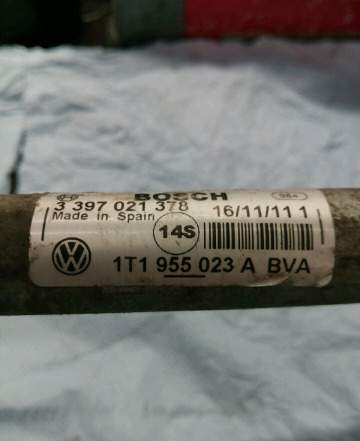 BOSCH
3 397 021 378
16/11/11 1
Made in Spain
14S
1T1 955 023 A BVA